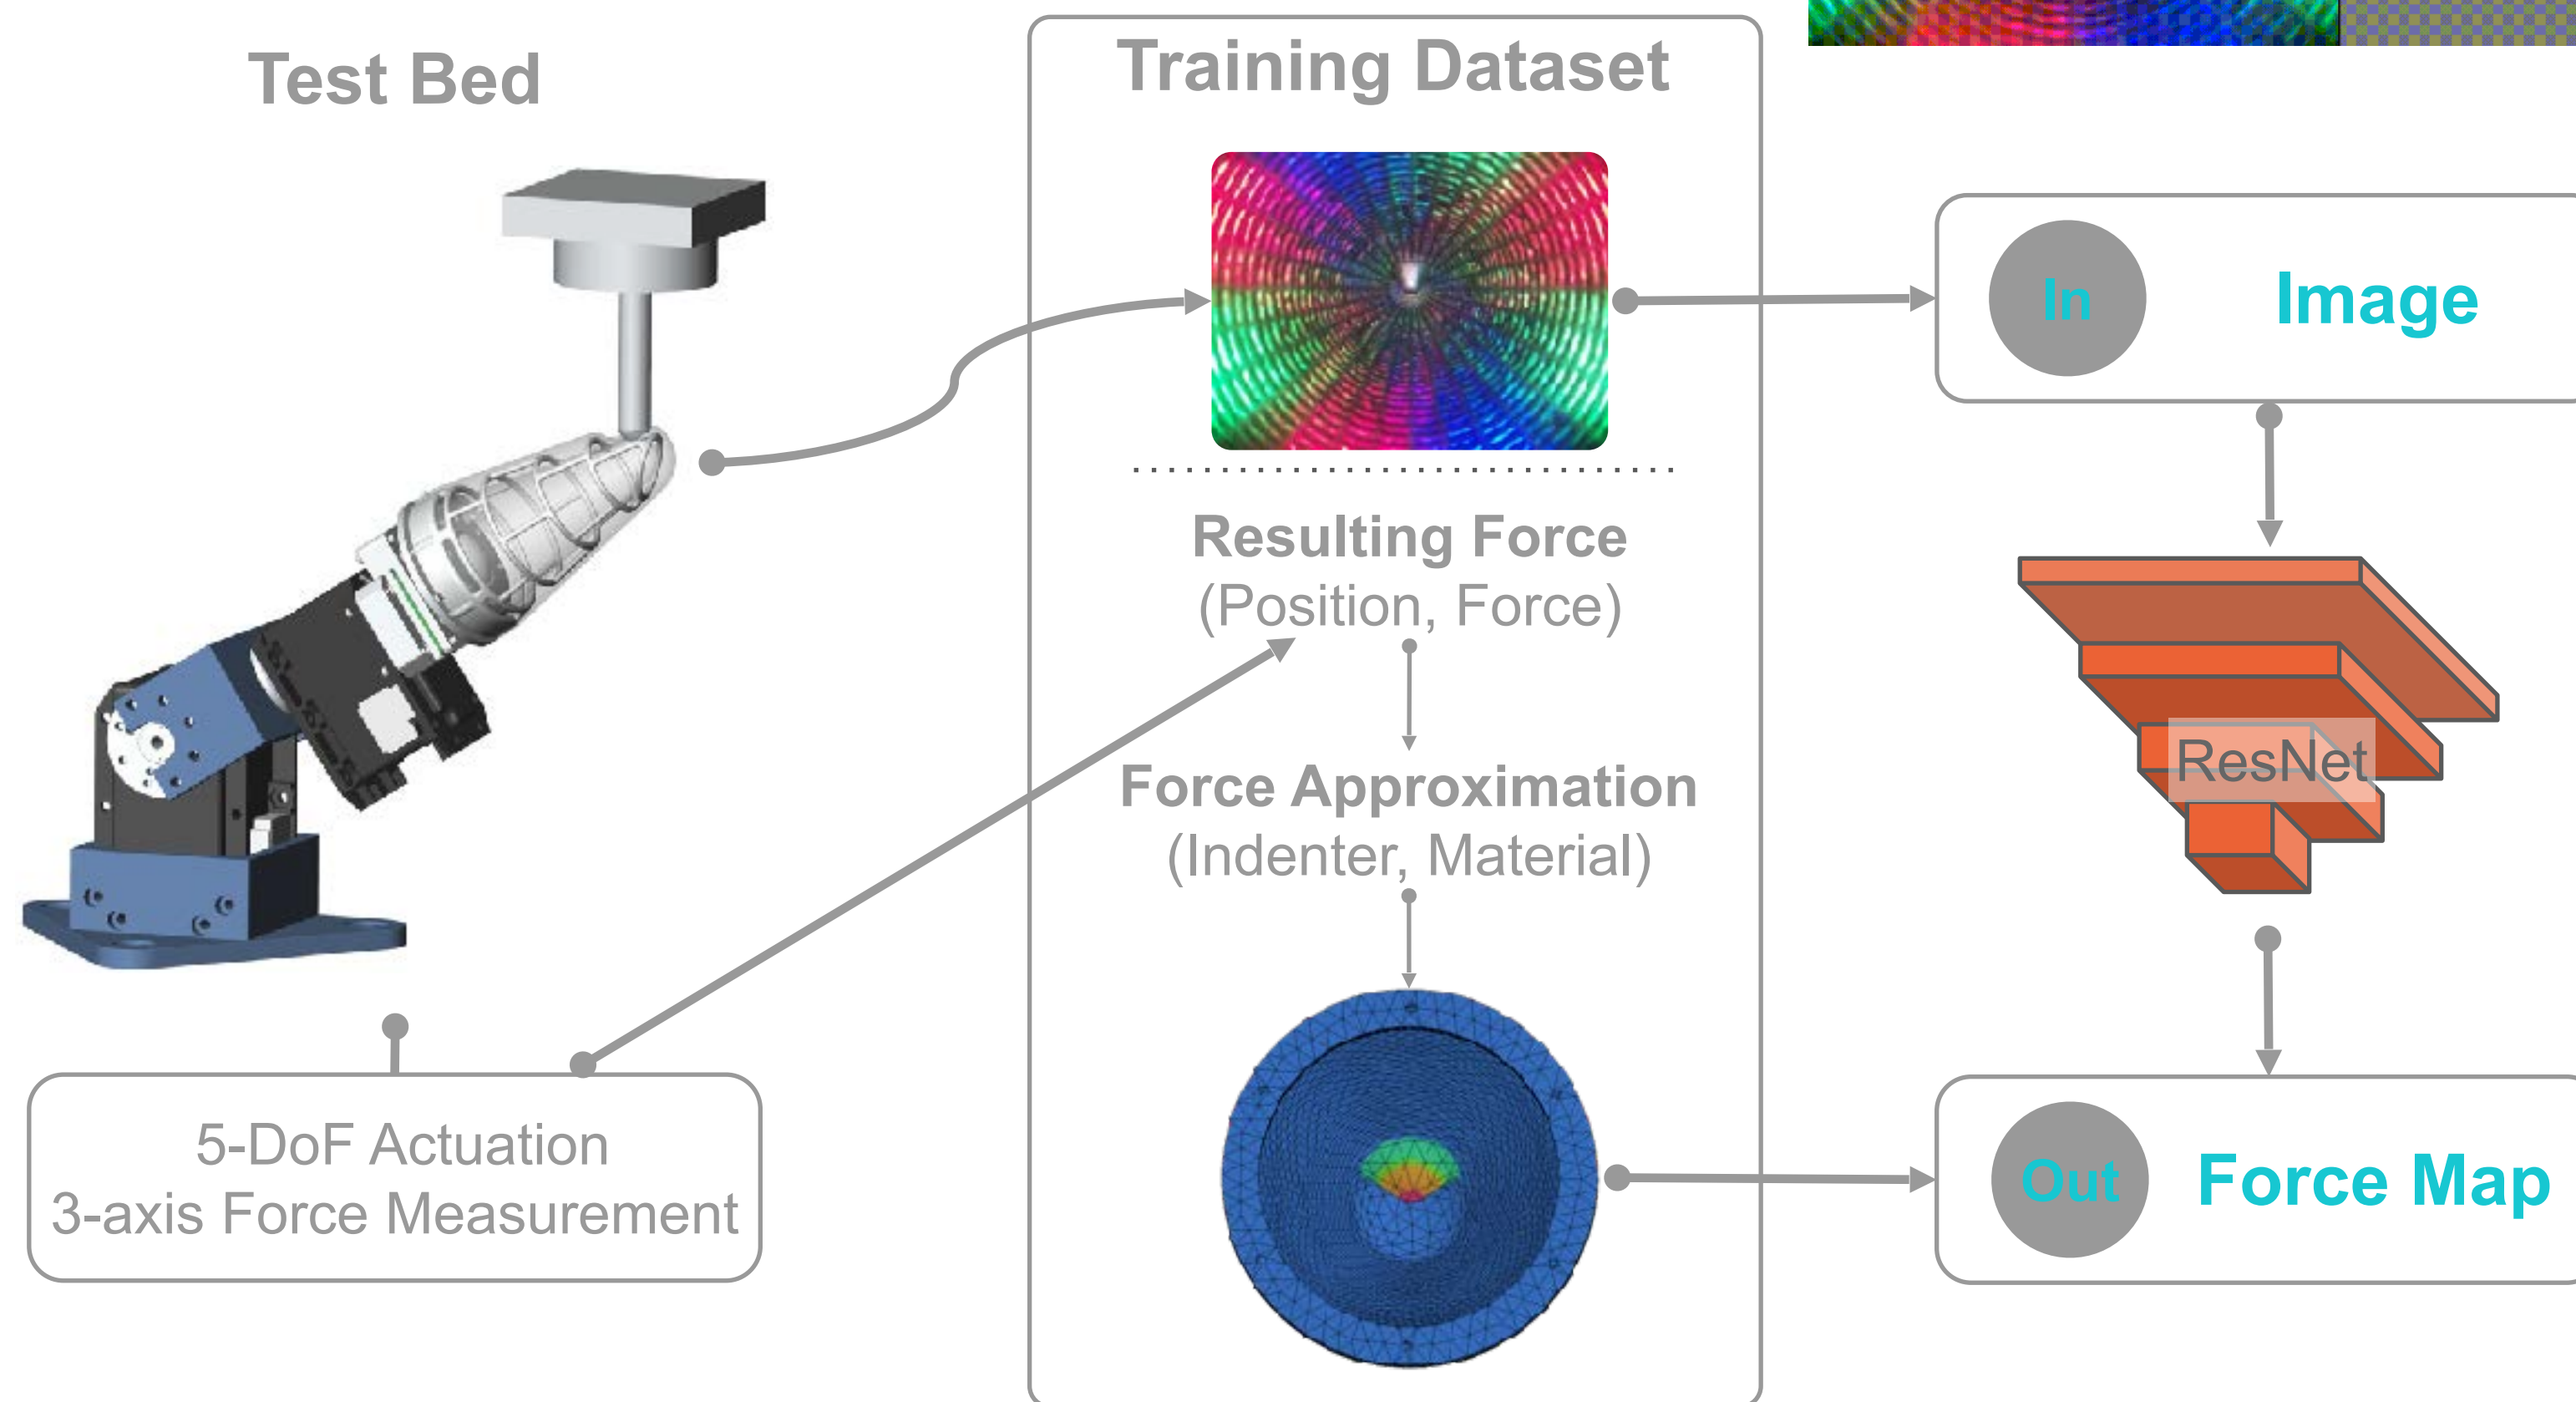 Test Bed
5-DoF Actuation
3-axis Force Measurement
Training Dataset
Resulting Force
(Position, Force)
Force Approximation
(Indenter, Material)
In
Image
ResNet
Out
Force Map